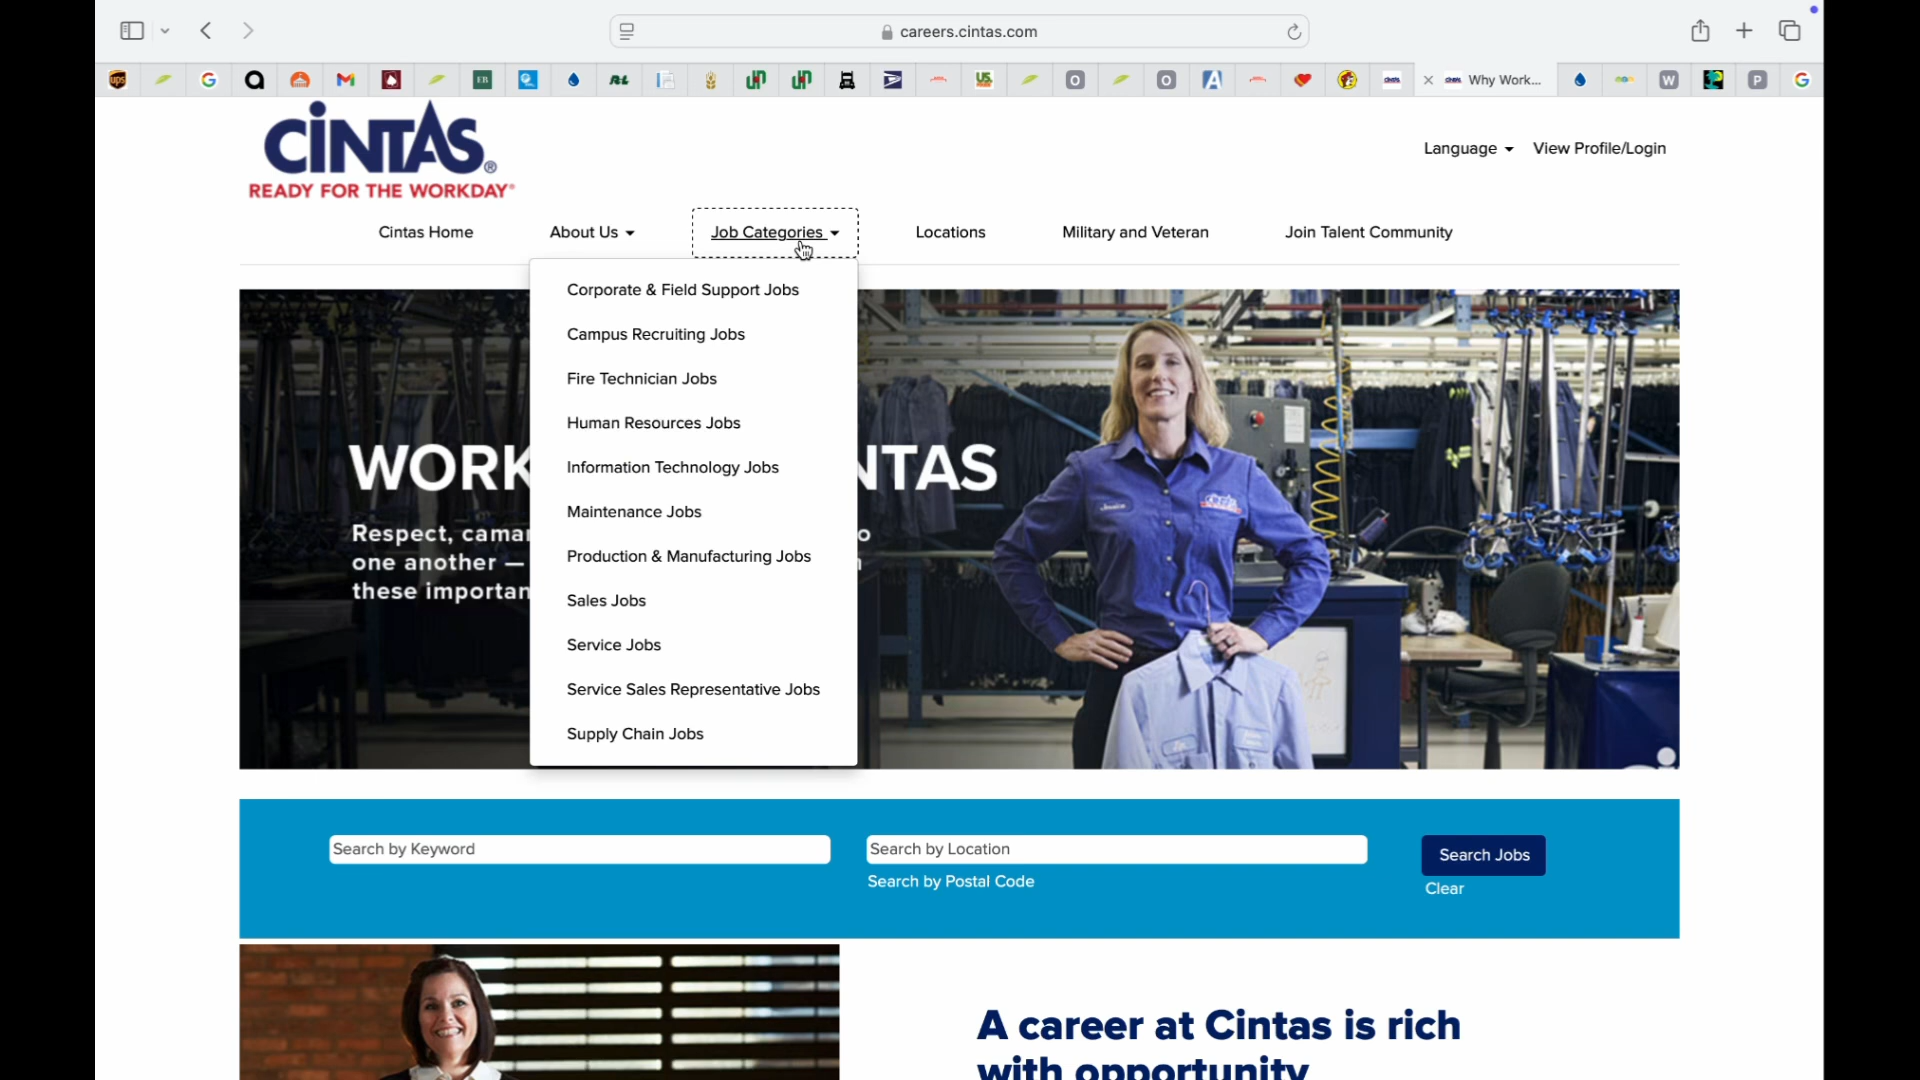 careers.cintas.com
Why Work...
CINTAS®
READY FOR THE WORKDAY®
Language
View Profile/Login
Cintas Home
About Us
Job Categories
Locations
Military and Veteran
Join Talent Community
Corporate & Field Support Jobs
Campus Recruiting Jobs
Fire Technician Jobs
Human Resources Jobs
Information Technology Jobs
Maintenance Jobs
Production & Manufacturing Jobs
Sales Jobs
Service Jobs
Service Sales Representative Jobs
Supply Chain Jobs
WORK NTAS
Respect, camar o
one another —
these importan
Search by Keyword
Search by Location
Search Jobs
Search by Postal Code
Clear
A career at Cintas is rich
with opportunity